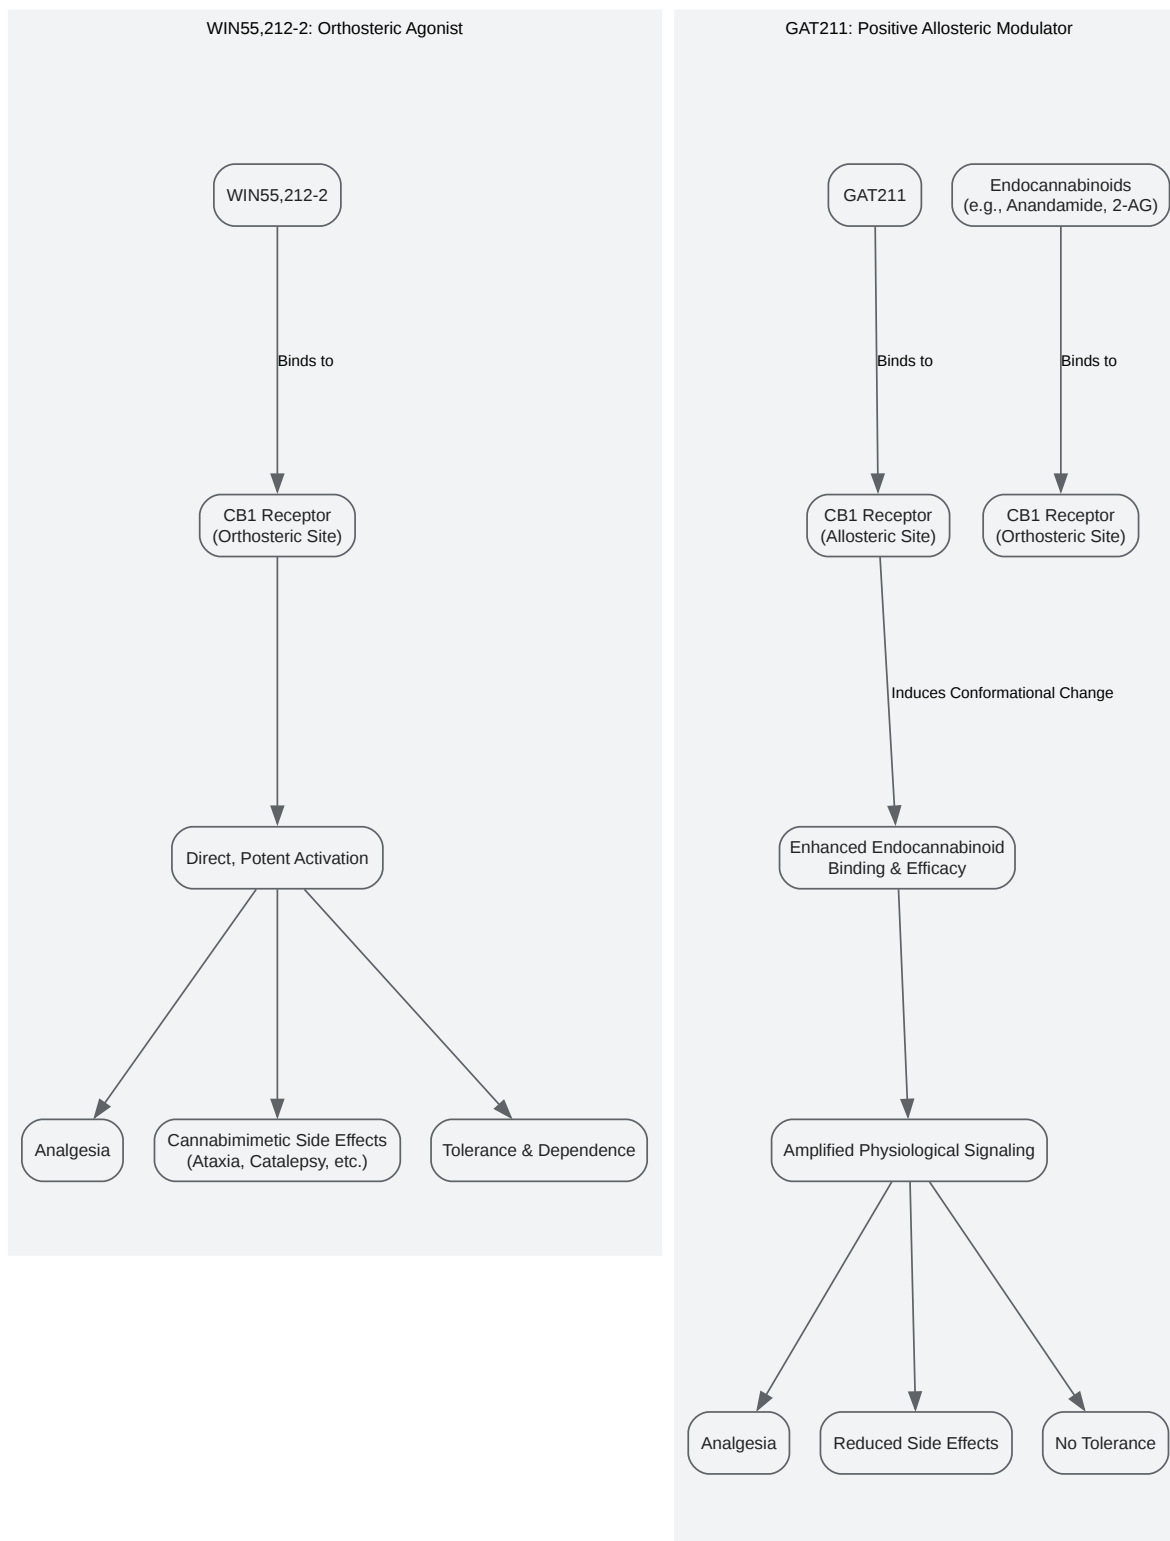 WIN55,212-2: Orthosteric Agonist
WIN55,212-2
Binds to
CB1 Receptor
(Orthosteric Site)
Direct, Potent Activation
Analgesia
Cannabimimetic Side Effects
(Ataxia, Catalepsy, etc.)
Tolerance & Dependence
GAT211: Positive Allosteric Modulator
GAT211
Endocannabinoids
(e.g., Anandamide, 2-AG)
Binds to
Binds to
CB1 Receptor
(Allosteric Site)
CB1 Receptor
(Orthosteric Site)
Induces Conformational Change
Enhanced Endocannabinoid
Binding & Efficacy
Amplified Physiological Signaling
Analgesia
Reduced Side Effects
No Tolerance